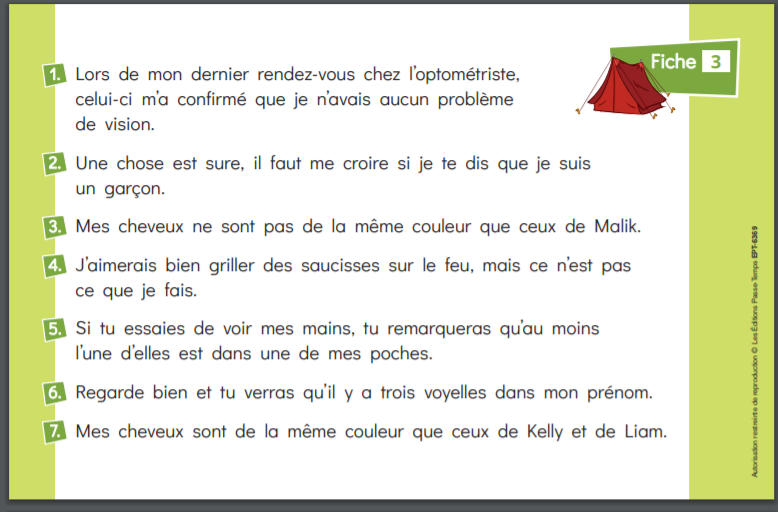 Fiche 3
1. Lors de mon dernier rendez-vous chez l'optométriste,
celui-ci m'a confirmé que je n'avais aucun problème
de vision.
2. Une chose est sure, il faut me croire si je te dis que je suis
un garçon.
3. Mes cheveux ne sont pas de la même couleur que ceux de Malik.
4. J'aimerais bien griller des saucisses sur le feu, mais ce n'est pas
ce que je fais.
5. Si tu essaies de voir mes mains, tu remarqueras qu'au moins
l'une d'elles est dans une de mes poches.
6. Regarde bien et tu verras qu'il y a trois voyelles dans mon prénom.
7. Mes cheveux sont de la même couleur que ceux de Kelly et de Liam.
Autorisation restreinte de reproduction © Les Éditions Passe Temps EPT-6369